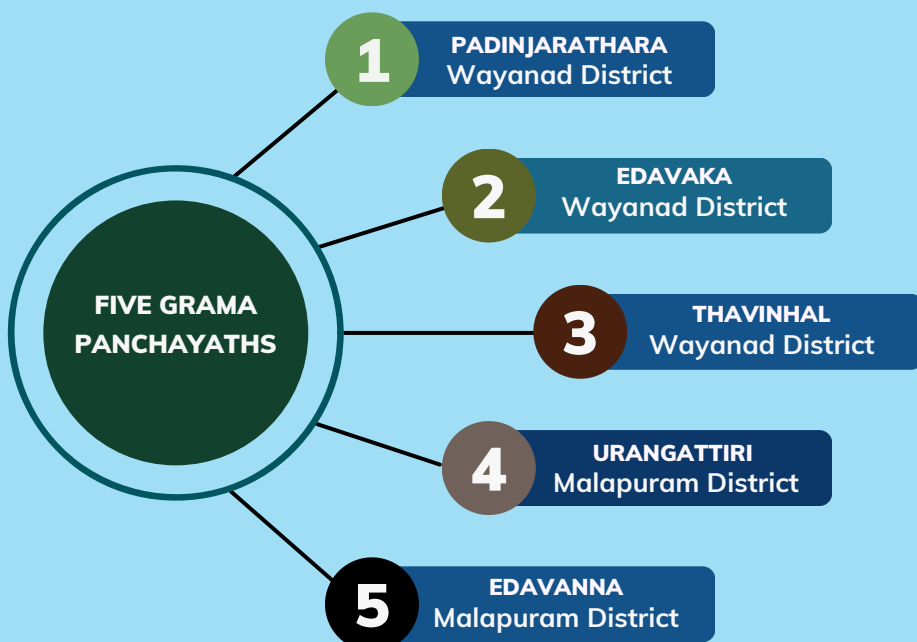 1
PADINJARATHARA
Wayanad District
2
EDAVAKA
Wayanad District
FIVE GRAMA
PANCHAYATHS
3
THAVINHAL
Wayanad District
4
URANGATTIRI
Malapuram District
5
EDAVANNA
Malapuram District